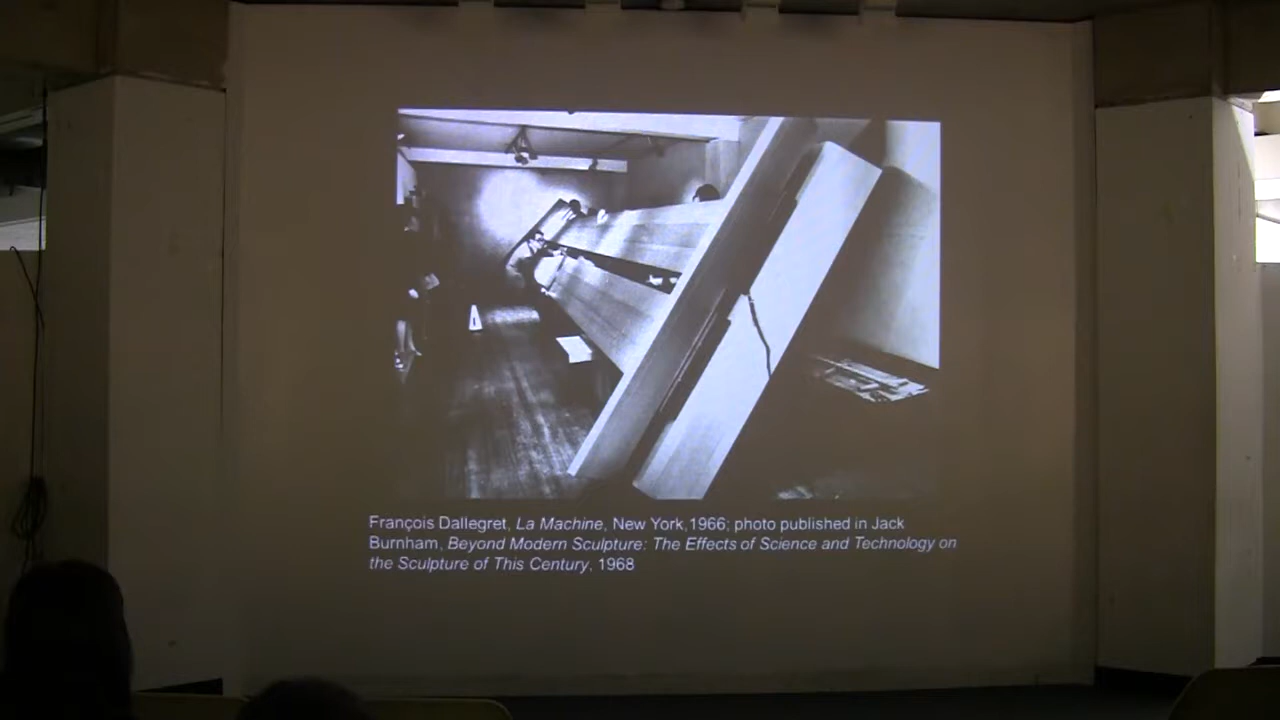 François Dallegret, La Machine, New York,1966; photo published in Jack
Burnham, Beyond Modern Sculpture: The Effects of Science and Technology on
the Sculpture of This Century, 1968